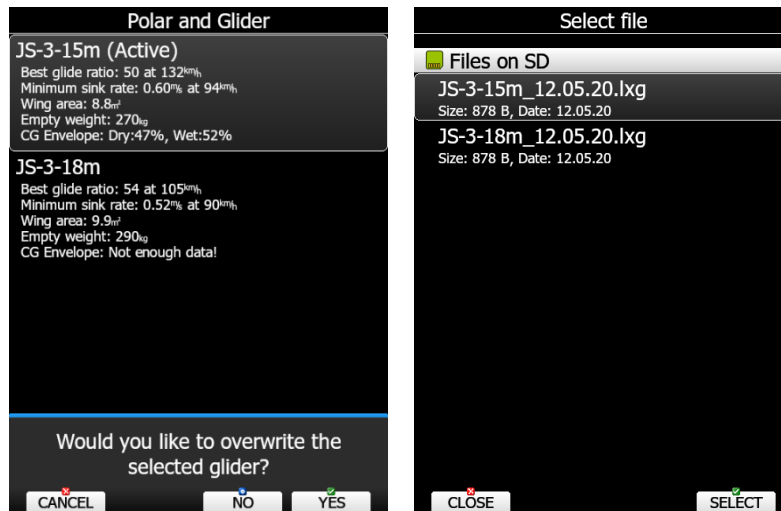 Polar and Glider
JS-3-15m (Active)
Best glide ratio: 50 at 132km/h
Minimum sink rate: 0.60m/s at 94km/h
Wing area: 8.8m²
Empty weight: 270kg
CG Envelope: Dry:47%, Wet:52%
JS-3-18m
Best glide ratio: 54 at 105km/h
Minimum sink rate: 0.52m/s at 90km/h
Wing area: 9.9m²
Empty weight: 290kg
CG Envelope: Not enough data!
Would you like to overwrite the
selected glider?
CANCEL NO YES
Select file
Files on SD
JS-3-15m_12.05.20.lxg
Size: 878 B, Date: 12.05.20
JS-3-18m_12.05.20.lxg
Size: 878 B, Date: 12.05.20
CLOSE SELECT